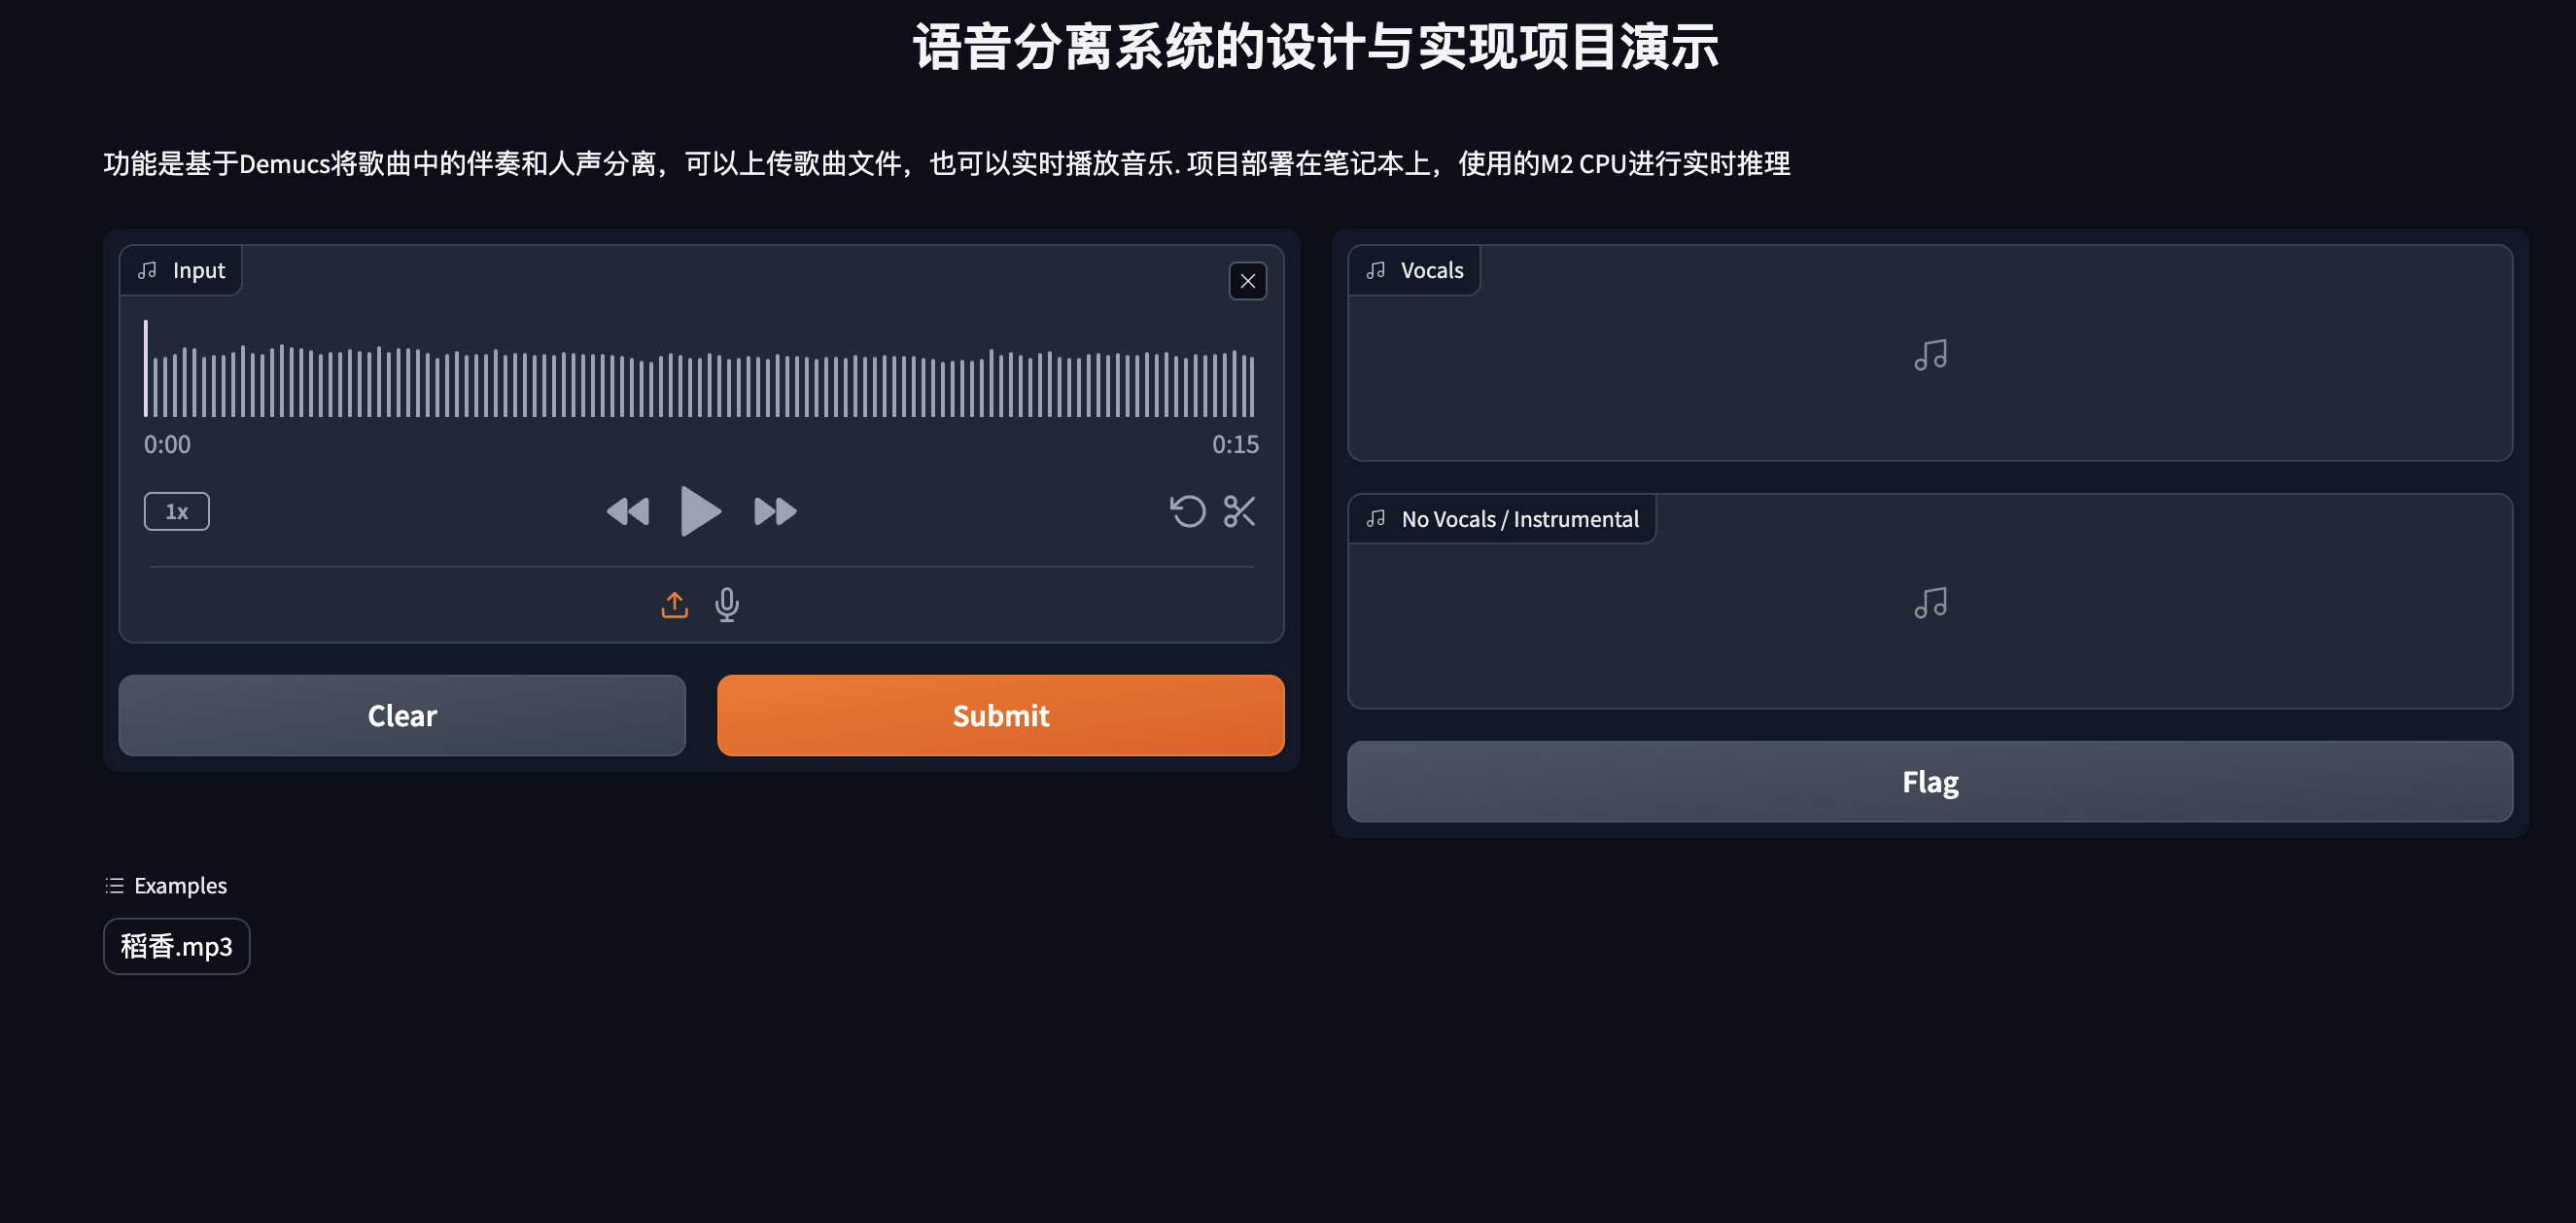 语音分离系统的设计与实现项目演示
功能是基于Demucs将歌曲中的伴奏和人声分离，可以上传歌曲文件，也可以实时播放音乐. 项目部署在笔记本上，使用的M2 CPU进行实时推理
Input
0:00
0:15
1x
Clear
Submit
Vocals
No Vocals / Instrumental
Flag
Examples
稻香.mp3